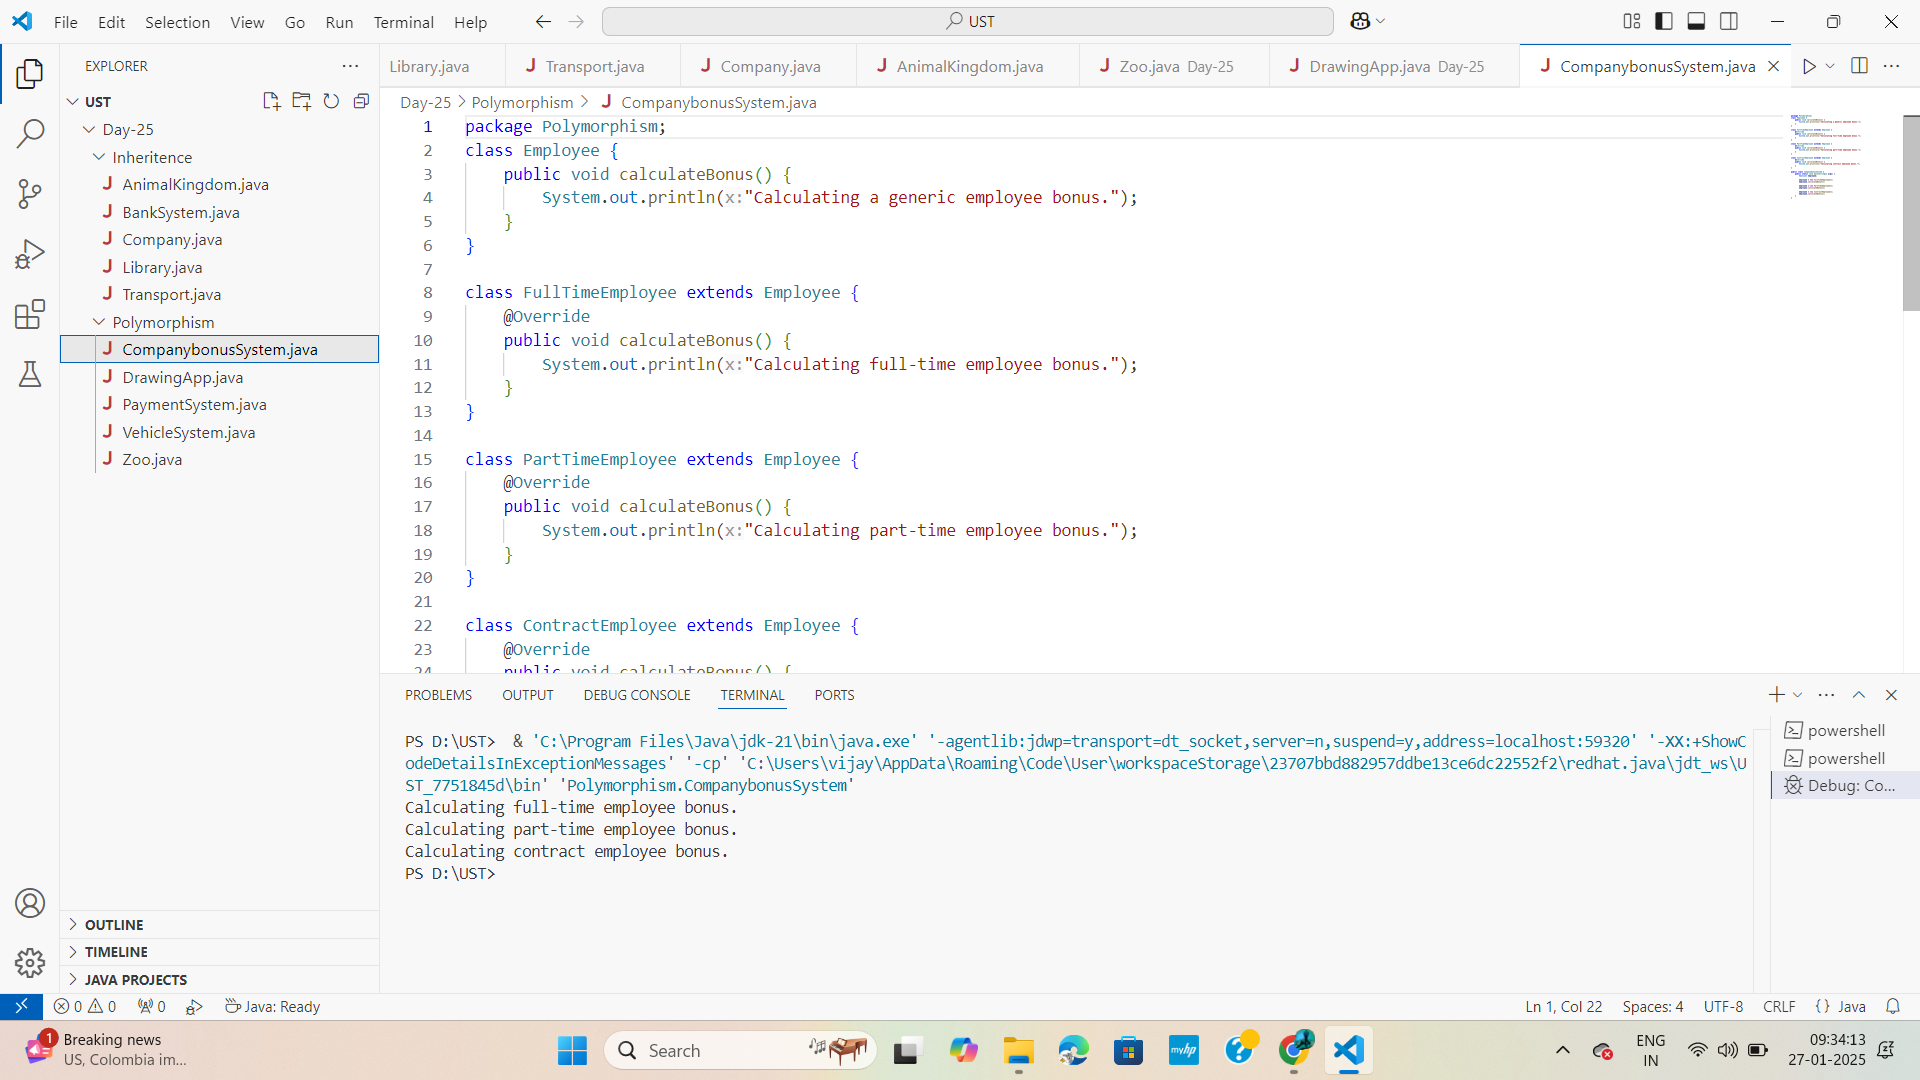 File Edit Selection View Go Run Terminal Help
UST
EXPLORER
UST
Day-25
Inheritence
J AnimalKingdom.java
J BankSystem.java
J Company.java
J Library.java
J Transport.java
Polymorphism
J CompanybonusSystem.java
J DrawingApp.java
J PaymentSystem.java
J VehicleSystem.java
J Zoo.java
OUTLINE
TIMELINE
JAVA PROJECTS
Library.java
J Transport.java
J Company.java
J AnimalKingdom.java
J Zoo.java Day-25
J DrawingApp.java Day-25
J CompanybonusSystem.java
Day-25 > Polymorphism > J CompanybonusSystem.java
1 package Polymorphism;
2 class Employee {
3 public void calculateBonus() {
4 System.out.println(x:"Calculating a generic employee bonus.");
5 }
6 }
7
8 class FullTimeEmployee extends Employee {
9 @Override
10 public void calculateBonus() {
11 System.out.println(x:"Calculating full-time employee bonus.");
12 }
13 }
14
15 class PartTimeEmployee extends Employee {
16 @Override
17 public void calculateBonus() {
18 System.out.println(x:"Calculating part-time employee bonus.");
19 }
20 }
21
22 class ContractEmployee extends Employee {
23 @Override
24 public void calculateBonus() {
PROBLEMS OUTPUT DEBUG CONSOLE TERMINAL PORTS
PS D:\UST>  & 'C:\Program Files\Java\jdk-21\bin\java.exe' '-agentlib:jdwp=transport=dt_socket,server=n,suspend=y,address=localhost:59320' '-XX:+ShowC
odeDetailsInExceptionMessages' '-cp' 'C:\Users\vijay\AppData\Roaming\Code\User\workspaceStorage\23707bbd882957ddbe13ce6dc22552f2\redhat.java\jdt_ws\U
ST_7751845d\bin' 'Polymorphism.CompanybonusSystem'
Calculating full-time employee bonus.
Calculating part-time employee bonus.
Calculating contract employee bonus.
PS D:\UST>
powershell
powershell
Debug: Co...
0 0 0 Java: Ready
Ln 1, Col 22 Spaces: 4 UTF-8 CRLF {} Java
1
Breaking news
US, Colombia im...
Search
myhp
ENG
IN
09:34:13
27-01-2025